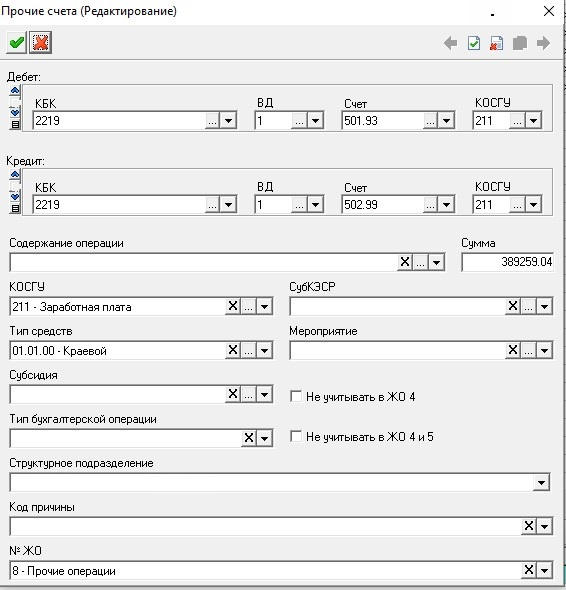 Прочие счета (Редактирование)
Дебет:
КБК ВД Счет КОСГУ
2219 ... 1 ... 501.93 ... 211 ...
Кредит:
КБК ВД Счет КОСГУ
2219 ... 1 ... 502.99 ... 211 ...
Содержание операции Сумма
X ... 389259.04
КОСГУ СубКЭСР
211 - Заработная плата X ... X ...
Тип средств Мероприятие
01.01.00 - Краевой X ... X ...
Субсидия
X ... Не учитывать в ЖО 4
Тип бухгалтерской операции
X Не учитывать в ЖО 4 и 5
Структурное подразделение
Код причины
X
№ ЖО
8 - Прочие операции X